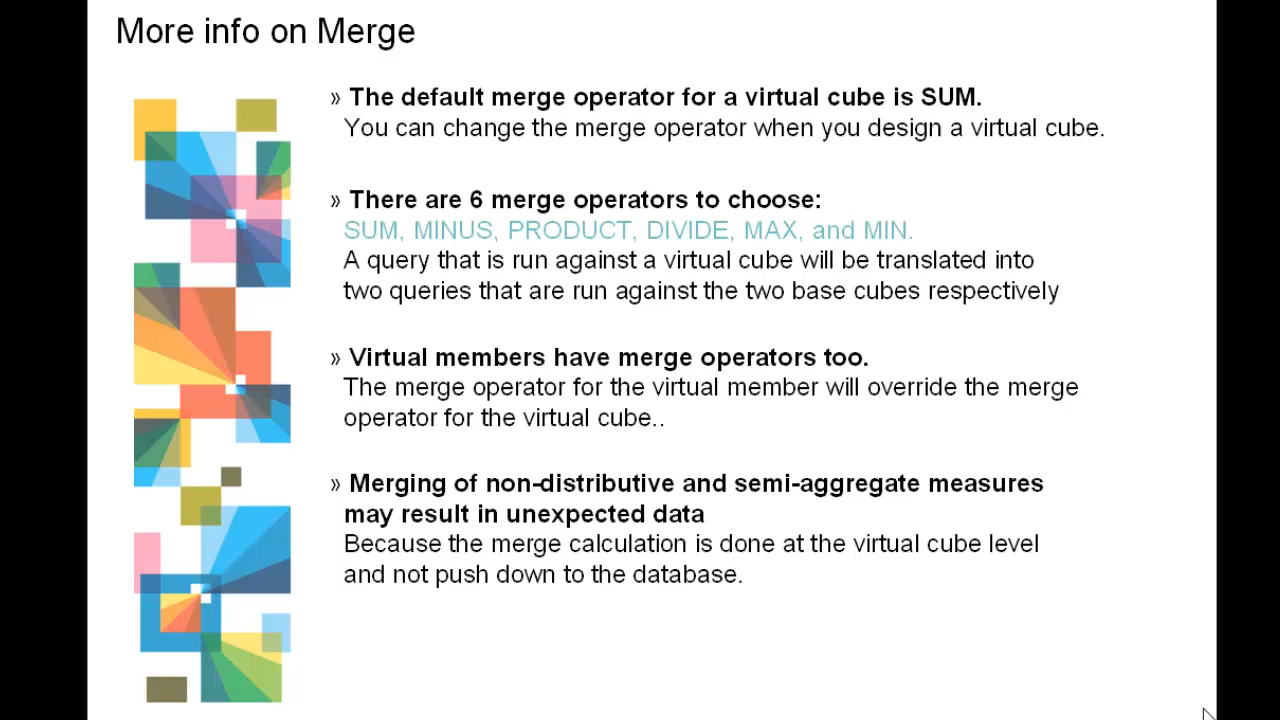 More info on Merge
» The default merge operator for a virtual cube is SUM.
You can change the merge operator when you design a virtual cube.
» There are 6 merge operators to choose:
SUM, MINUS, PRODUCT, DIVIDE, MAX, and MIN.
A query that is run against a virtual cube will be translated into
two queries that are run against the two base cubes respectively
» Virtual members have merge operators too.
The merge operator for the virtual member will override the merge
operator for the virtual cube..
» Merging of non-distributive and semi-aggregate measures
may result in unexpected data
Because the merge calculation is done at the virtual cube level
and not push down to the database.